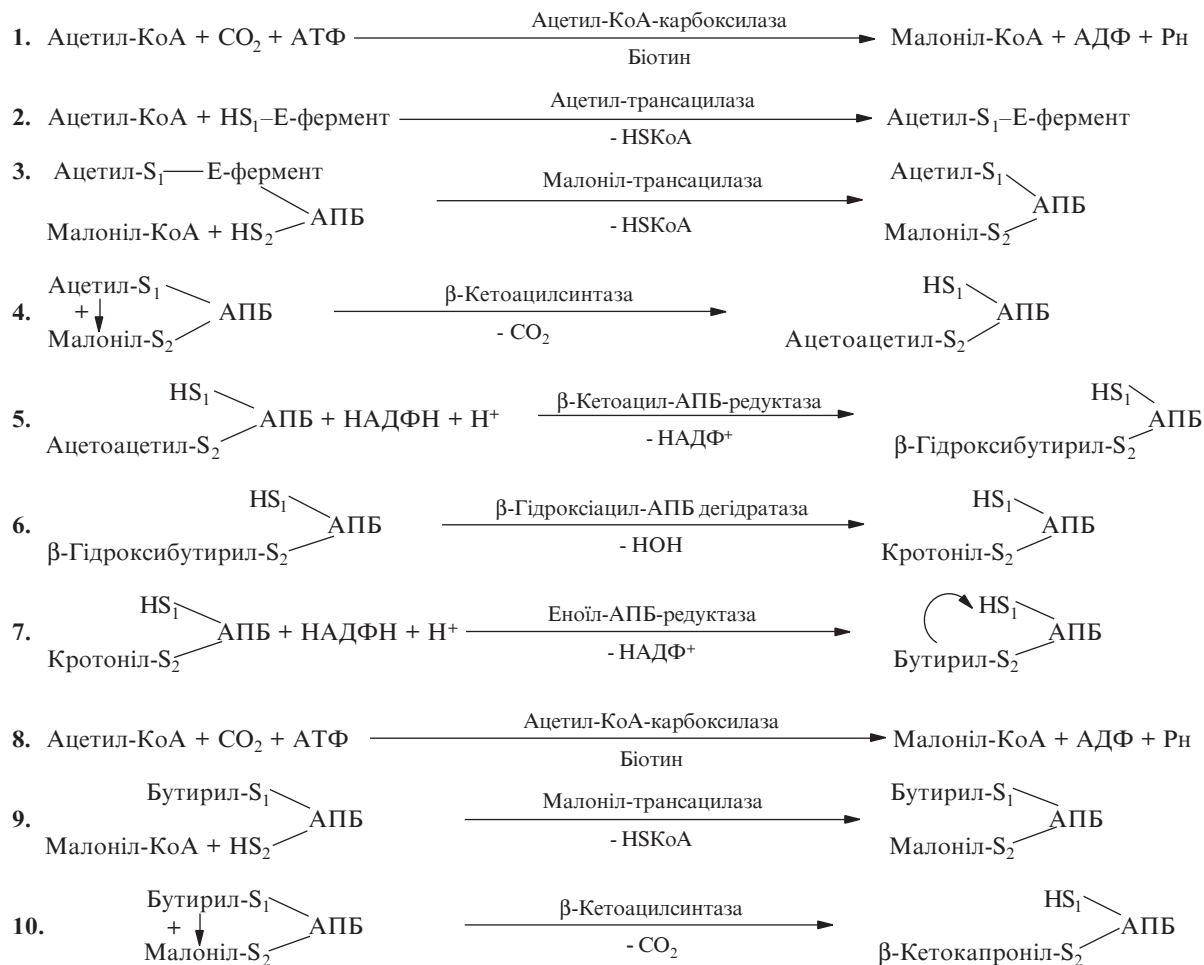 Ацетил-КоА-карбоксилаза
1. Ацетил-КоА + CO₂ + АТФ Малоніл-КоА + АДФ + Рн
Біотин
Ацетил-трансацилаза
2. Ацетил-КоА + HS₁–Е-фермент Ацетил-S₁–Е-фермент
- HSКоА
3. Ацетил-S₁ Е-фермент Малоніл-трансацилаза Ацетил-S₁
АПБ АПБ
Малоніл-КоА + HS₂ - HSКоА Малоніл-S₂
Ацетил-S₁ β-Кетоацилсинтаза HS₁
4. + АПБ АПБ
Малоніл-S₂ - CO₂ Ацетоацетил-S₂
HS₁ β-Кетоацил-АПБ-редуктаза HS₁
5. АПБ + НАДФН + Н⁺ АПБ
Ацетоацетил-S₂ - НАДФ⁺ β-Гідроксибутирил-S₂
HS₁ β-Гідроксіацил-АПБ дегідратаза HS₁
6. АПБ АПБ
β-Гідроксибутирил-S₂ - НОН Кротоніл-S₂
HS₁ Еноїл-АПБ-редуктаза HS₁
7. АПБ + НАДФН + Н⁺ АПБ
Кротоніл-S₂ - НАДФ⁺ Бутирил-S₂
Ацетил-КоА-карбоксилаза
8. Ацетил-КоА + CO₂ + АТФ Малоніл-КоА + АДФ + Рн
Біотин
Бутирил-S₁ Малоніл-трансацилаза Бутирил-S₁
9. АПБ АПБ
Малоніл-КоА + HS₂ - HSКоА Малоніл-S₂
Бутирил-S₁ β-Кетоацилсинтаза HS₁
10. + АПБ АПБ
Малоніл-S₂ - CO₂ β-Кетокапроніл-S₂